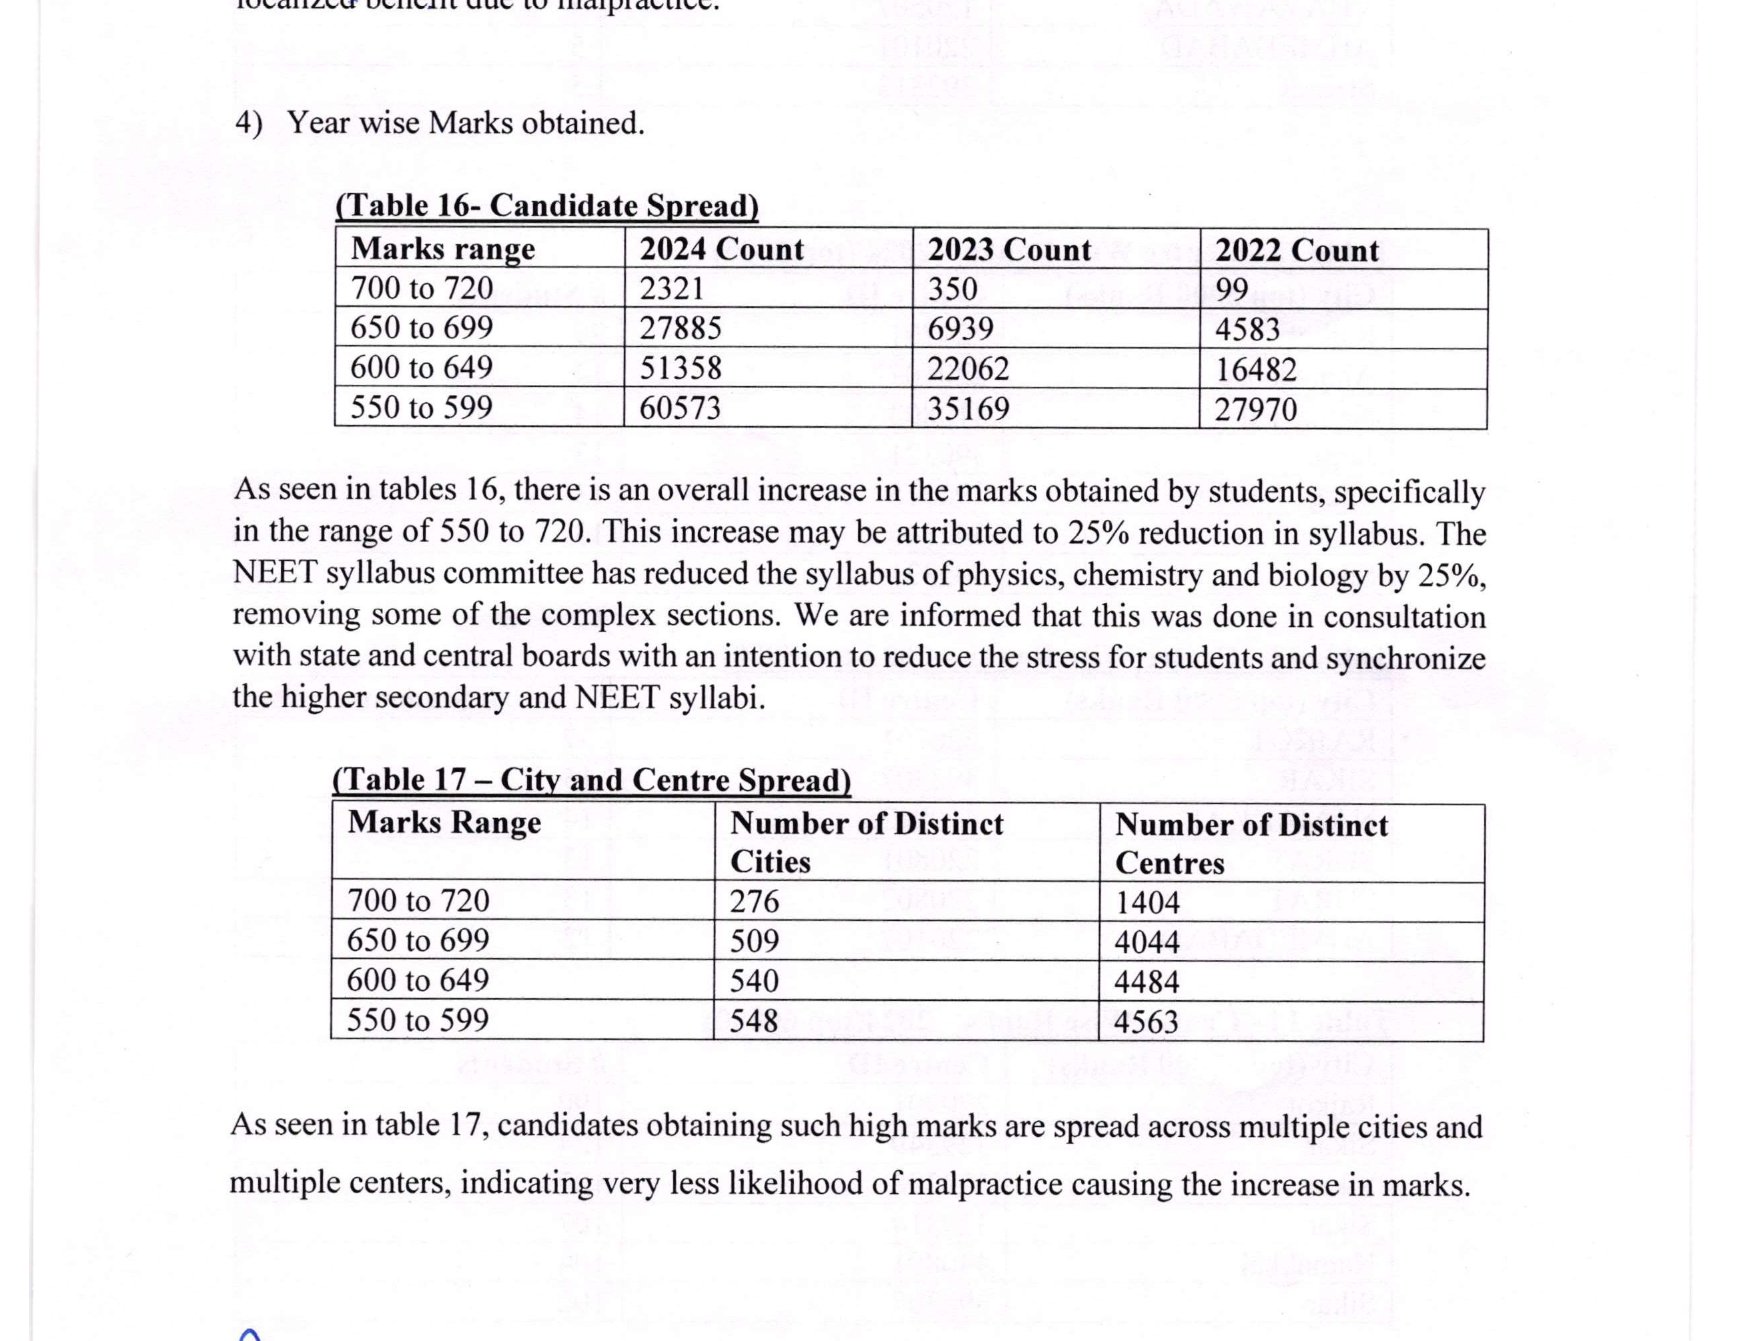 localized benefit due to malpractice.
4) Year wise Marks obtained.
(Table 16- Candidate Spread)
Marks range 2024 Count 2023 Count 2022 Count
700 to 720 2321 350 99
650 to 699 27885 6939 4583
600 to 649 51358 22062 16482
550 to 599 60573 35169 27970
As seen in tables 16, there is an overall increase in the marks obtained by students, specifically
in the range of 550 to 720. This increase may be attributed to 25% reduction in syllabus. The
NEET syllabus committee has reduced the syllabus of physics, chemistry and biology by 25%,
removing some of the complex sections. We are informed that this was done in consultation
with state and central boards with an intention to reduce the stress for students and synchronize
the higher secondary and NEET syllabi.
(Table 17 – City and Centre Spread)
Marks Range Number of Distinct Number of Distinct
Cities Centres
700 to 720 276 1404
650 to 699 509 4044
600 to 649 540 4484
550 to 599 548 4563
As seen in table 17, candidates obtaining such high marks are spread across multiple cities and
multiple centers, indicating very less likelihood of malpractice causing the increase in marks.